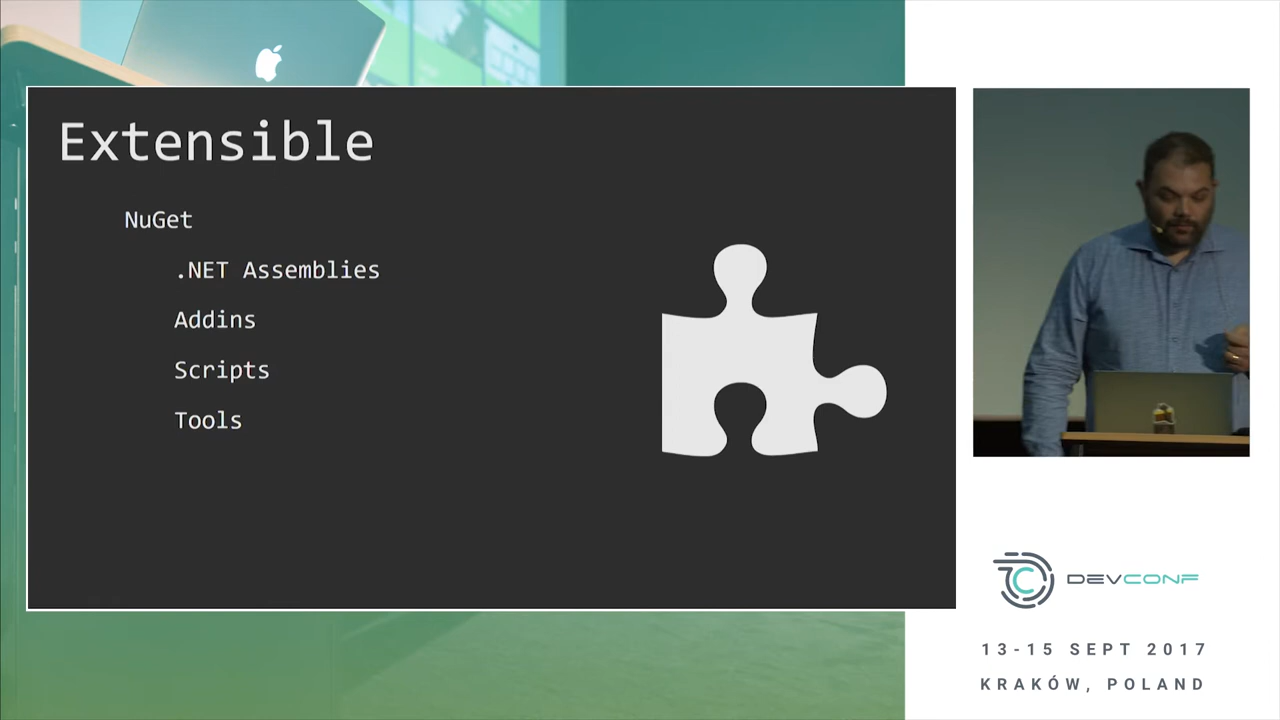 Extensible
NuGet
.NET Assemblies
Addins
Scripts
Tools
DEVCONF
13-15 SEPT 2017
KRAKÓW, POLAND